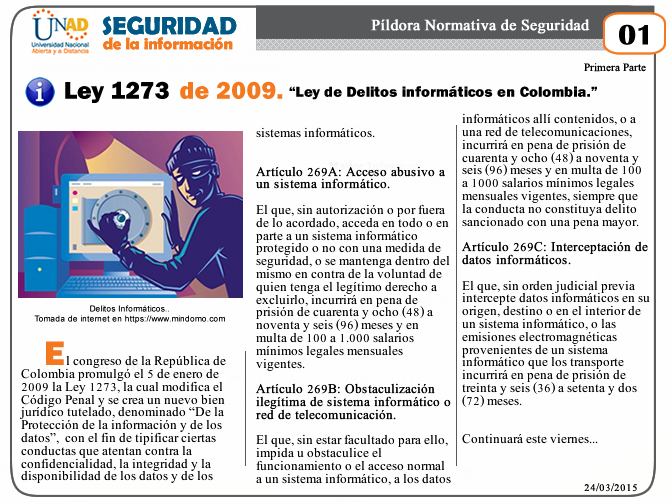 UNAD
Universidad Nacional
Abierta y a Distancia
SEGURIDAD
de la información
Píldora Normativa de Seguridad
01
Primera Parte
i Ley 1273 de 2009. “Ley de Delitos informáticos en Colombia.”
Delitos Informáticos..
Tomada de internet en https://www.mindomo.com
El congreso de la República de
Colombia promulgó el 5 de enero de
2009 la Ley 1273, la cual modifica el
Código Penal y se crea un nuevo bien
jurídico tutelado, denominado “De la
Protección de la información y de los
datos”, con el fin de tipificar ciertas
conductas que atentan contra la
confidencialidad, la integridad y la
disponibilidad de los datos y de los
sistemas informáticos.
Artículo 269A: Acceso abusivo a
un sistema informático.
El que, sin autorización o por fuera
de lo acordado, acceda en todo o en
parte a un sistema informático
protegido o no con una medida de
seguridad, o se mantenga dentro del
mismo en contra de la voluntad de
quien tenga el legítimo derecho a
excluirlo, incurrirá en pena de
prisión de cuarenta y ocho (48) a
noventa y seis (96) meses y en
multa de 100 a 1.000 salarios
mínimos legales mensuales
vigentes.
Artículo 269B: Obstaculización
ilegítima de sistema informático o
red de telecomunicación.
El que, sin estar facultado para ello,
impida u obstaculice el
funcionamiento o el acceso normal
a un sistema informático, a los datos
informáticos allí contenidos, o a
una red de telecomunicaciones,
incurrirá en pena de prisión de
cuarenta y ocho (48) a noventa y
seis (96) meses y en multa de 100
a 1000 salarios mínimos legales
mensuales vigentes, siempre que
la conducta no constituya delito
sancionado con una pena mayor.
Artículo 269C: Interceptación de
datos informáticos.
El que, sin orden judicial previa
intercepte datos informáticos en su
origen, destino o en el interior de
un sistema informático, o las
emisiones electromagnéticas
provenientes de un sistema
informático que los transporte
incurrirá en pena de prisión de
treinta y seis (36) a setenta y dos
(72) meses.
Continuará este viernes...
24/03/2015